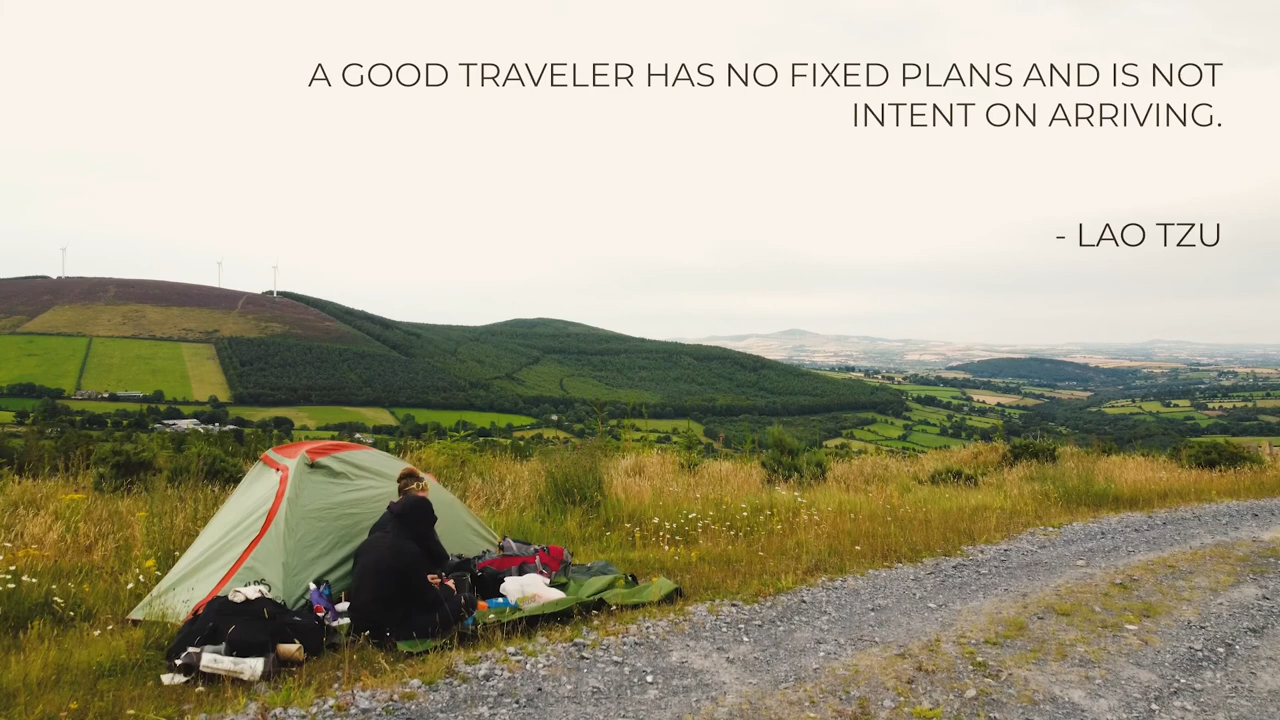 A GOOD TRAVELER HAS NO FIXED PLANS AND IS NOT
INTENT ON ARRIVING.
- LAO TZU